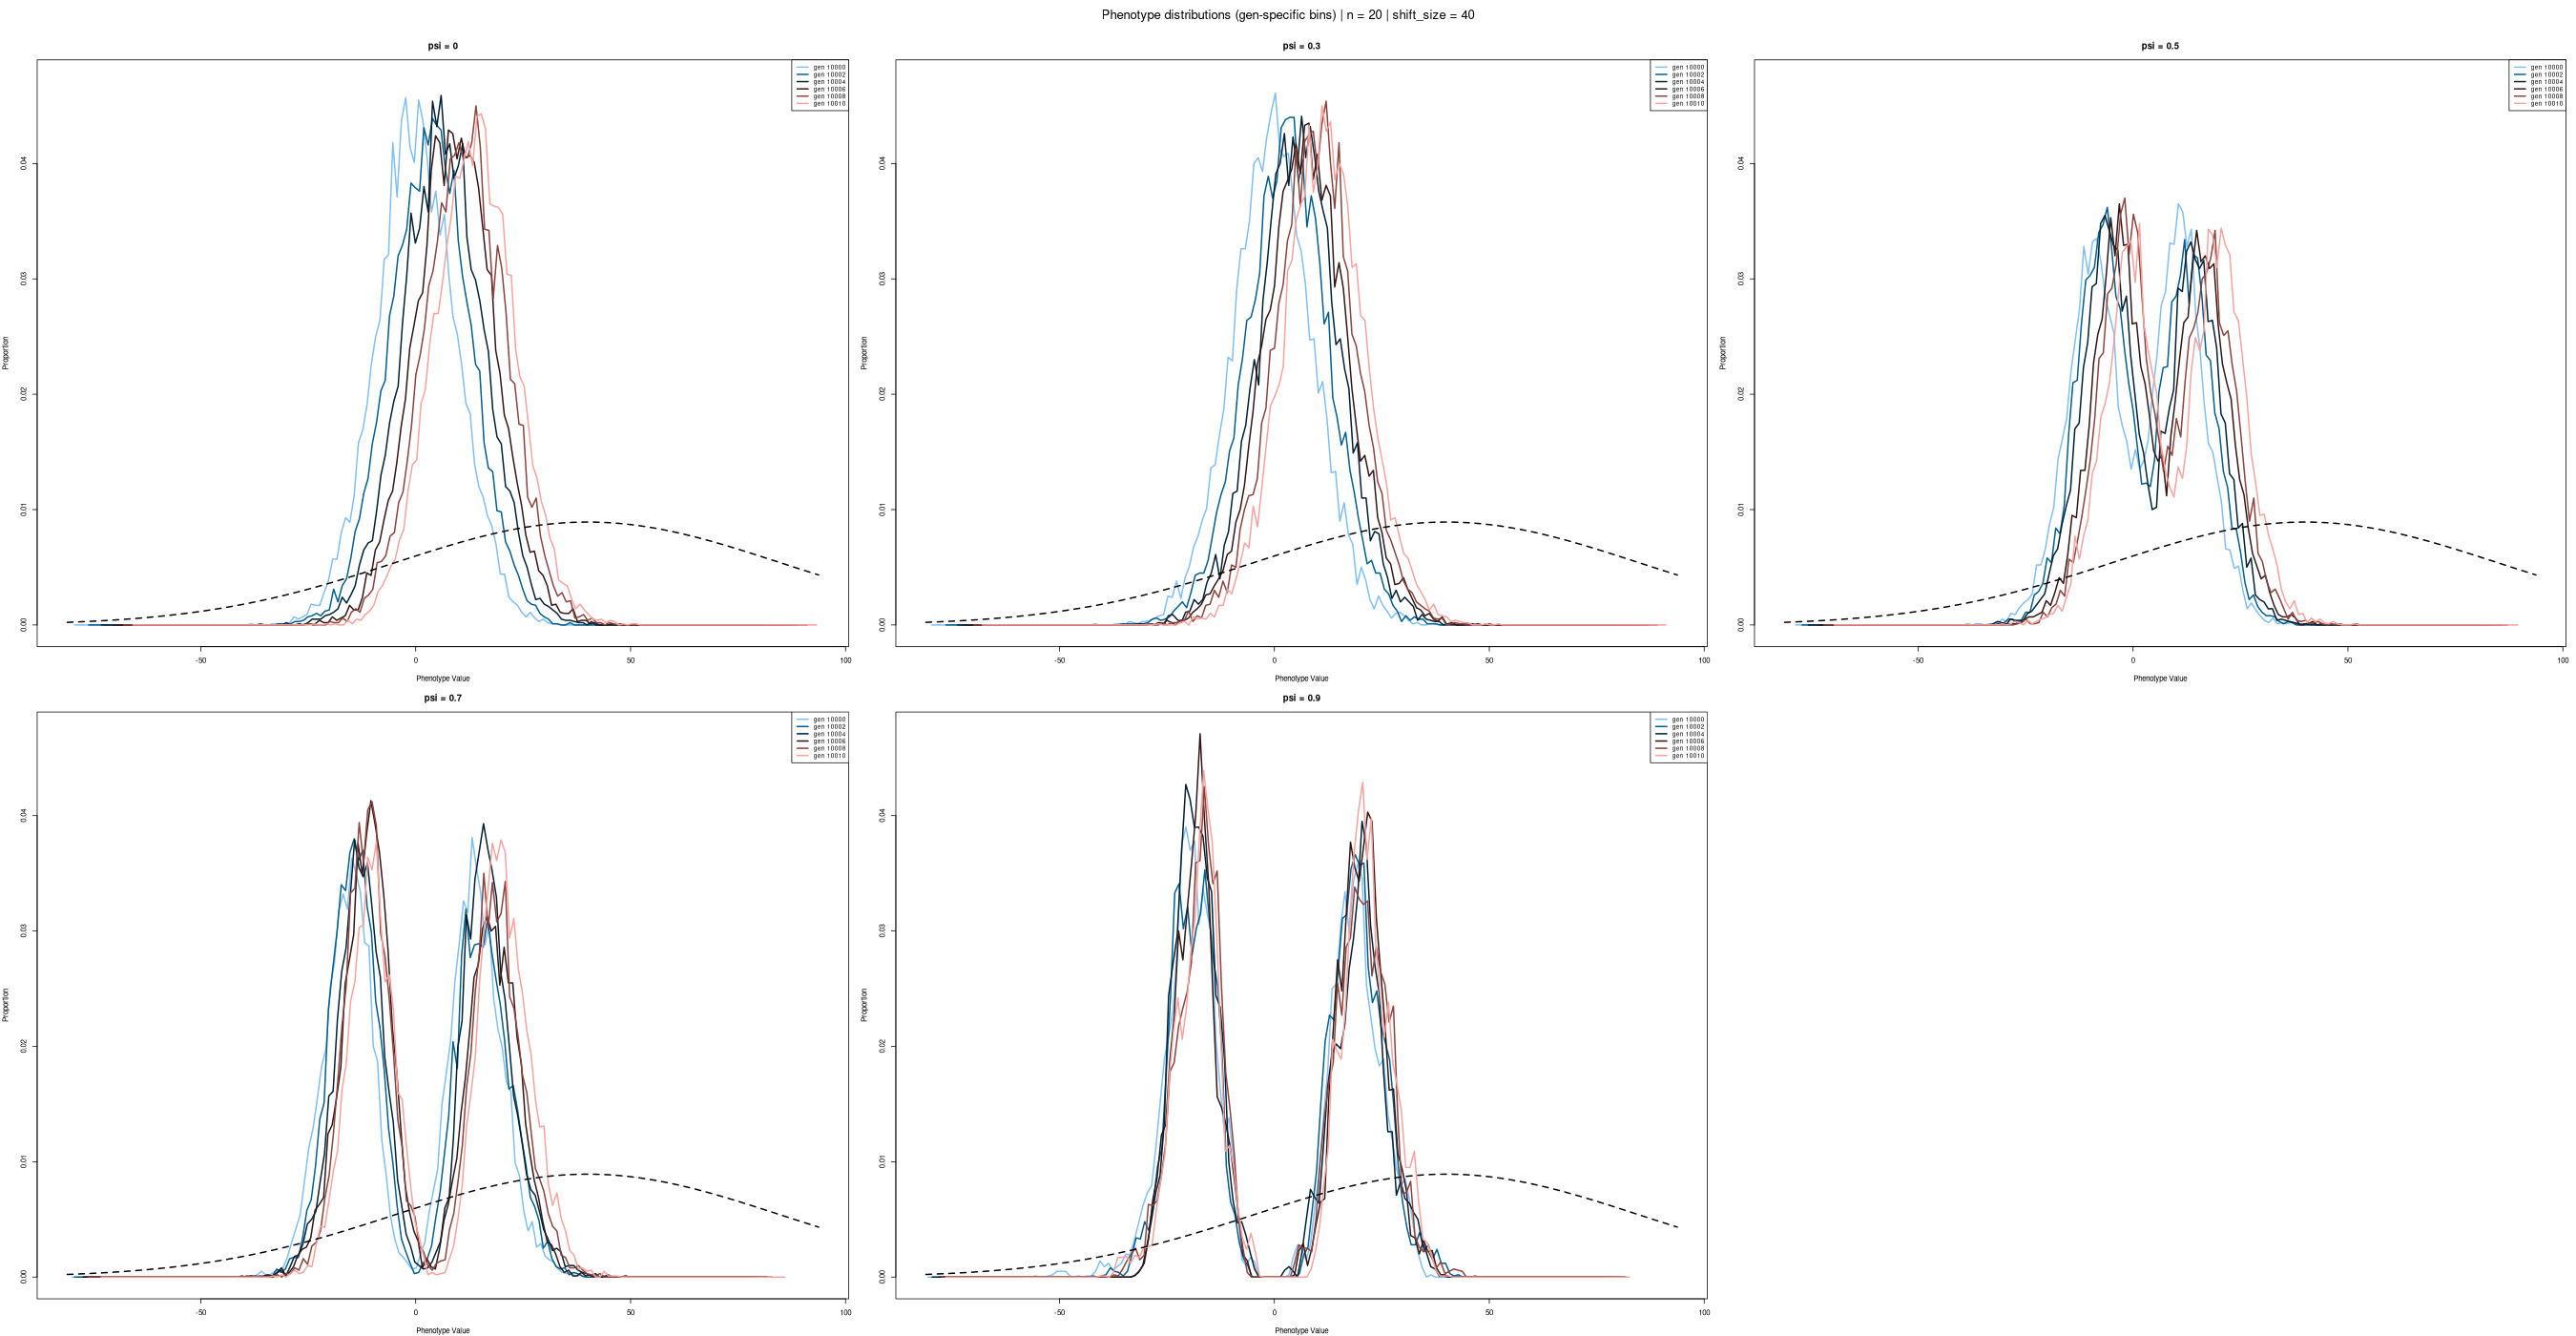 Phenotype distributions (gen-specific bins) | n = 20 | shift_size = 40
psi = 0
gen 10000
gen 10002
gen 10004
gen 10006
gen 10008
gen 10010
Proportion
0.04
0.03
0.02
0.01
0.00
-50 0 50 100
Phenotype Value
psi = 0.3
gen 10000
gen 10002
gen 10004
gen 10006
gen 10008
gen 10010
Proportion
0.04
0.03
0.02
0.01
0.00
-50 0 50 100
Phenotype Value
psi = 0.5
gen 10000
gen 10002
gen 10004
gen 10006
gen 10008
gen 10010
Proportion
0.04
0.03
0.02
0.01
0.00
-50 0 50 100
Phenotype Value
psi = 0.7
gen 10000
gen 10002
gen 10004
gen 10006
gen 10008
gen 10010
Proportion
0.04
0.03
0.02
0.01
0.00
-50 0 50 100
Phenotype Value
psi = 0.9
gen 10000
gen 10002
gen 10004
gen 10006
gen 10008
gen 10010
Proportion
0.04
0.03
0.02
0.01
0.00
-50 0 50 100
Phenotype Value